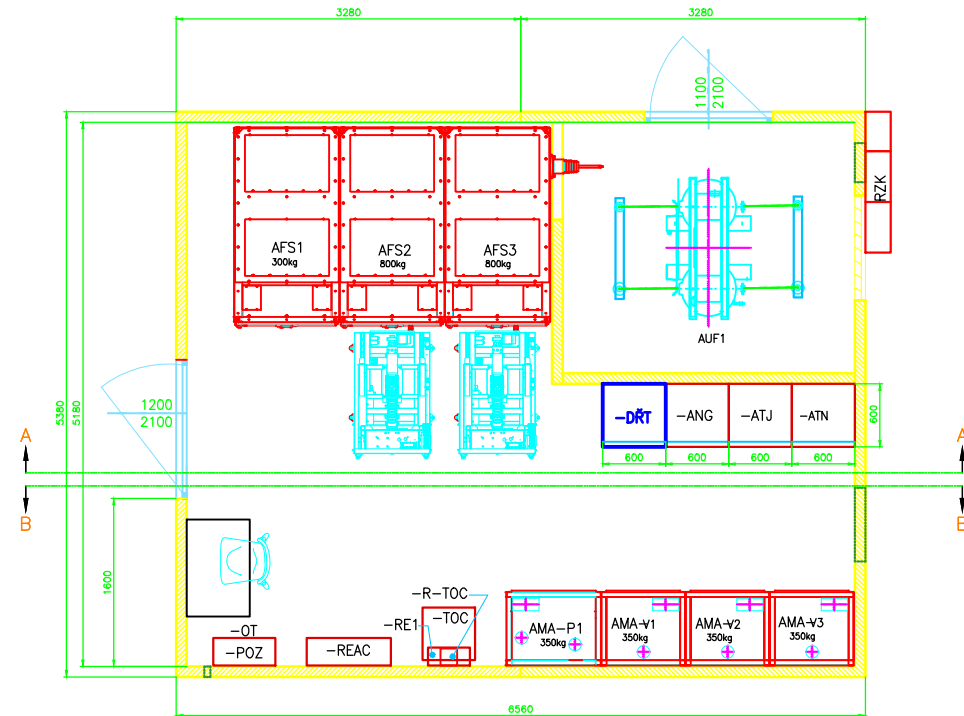 3280
3280
1100
2100
RZK
AFS1
300kg
AFS2
800kg
AFS3
800kg
AUF1
5380
5180
1200
2100
-DŘT
-ANG
-ATJ
-ATN
600
600
600
600
600
A
A
B
B
1600
-R-TOC
-TOC
-RE1
-OT
-POZ
-REAC
AMA-P1
350kg
AMA-V1
350kg
AMA-V2
350kg
AMA-V3
350kg
6560